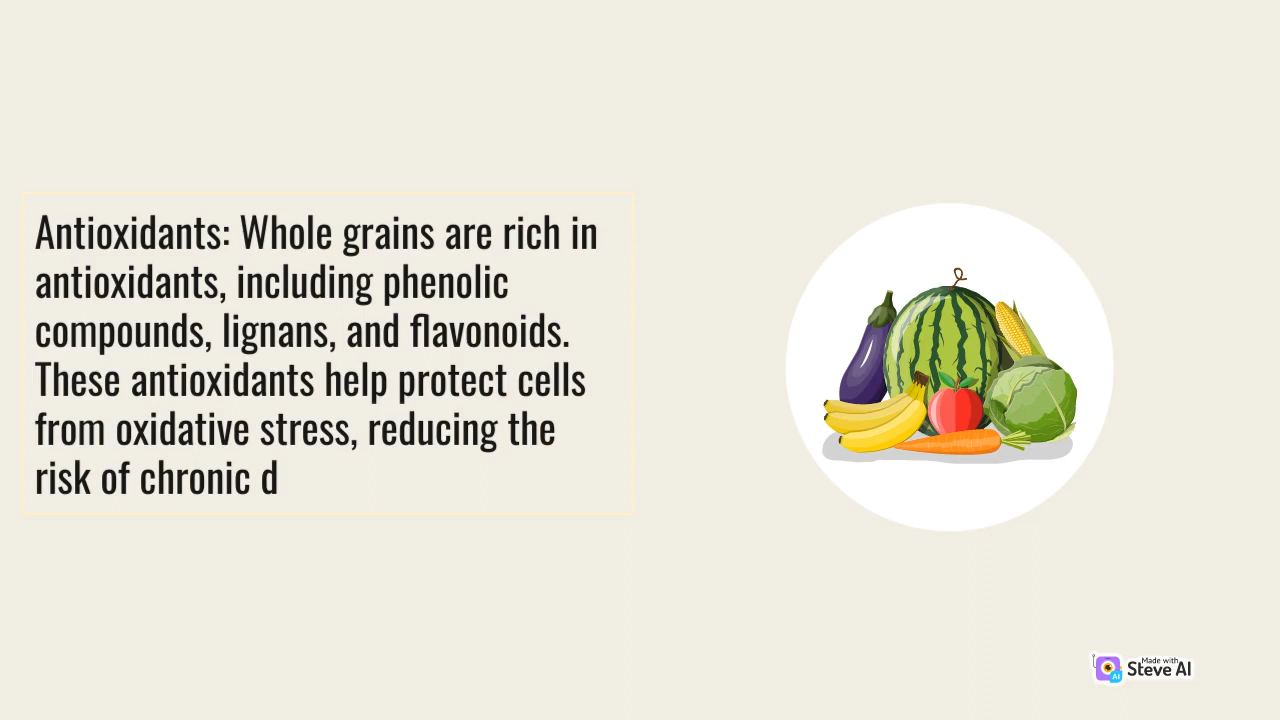 Antioxidants: Whole grains are rich in
antioxidants, including phenolic
compounds, lignans, and flavonoids.
These antioxidants help protect cells
from oxidative stress, reducing the
risk of chronic d
Made with
Steve AI
AI